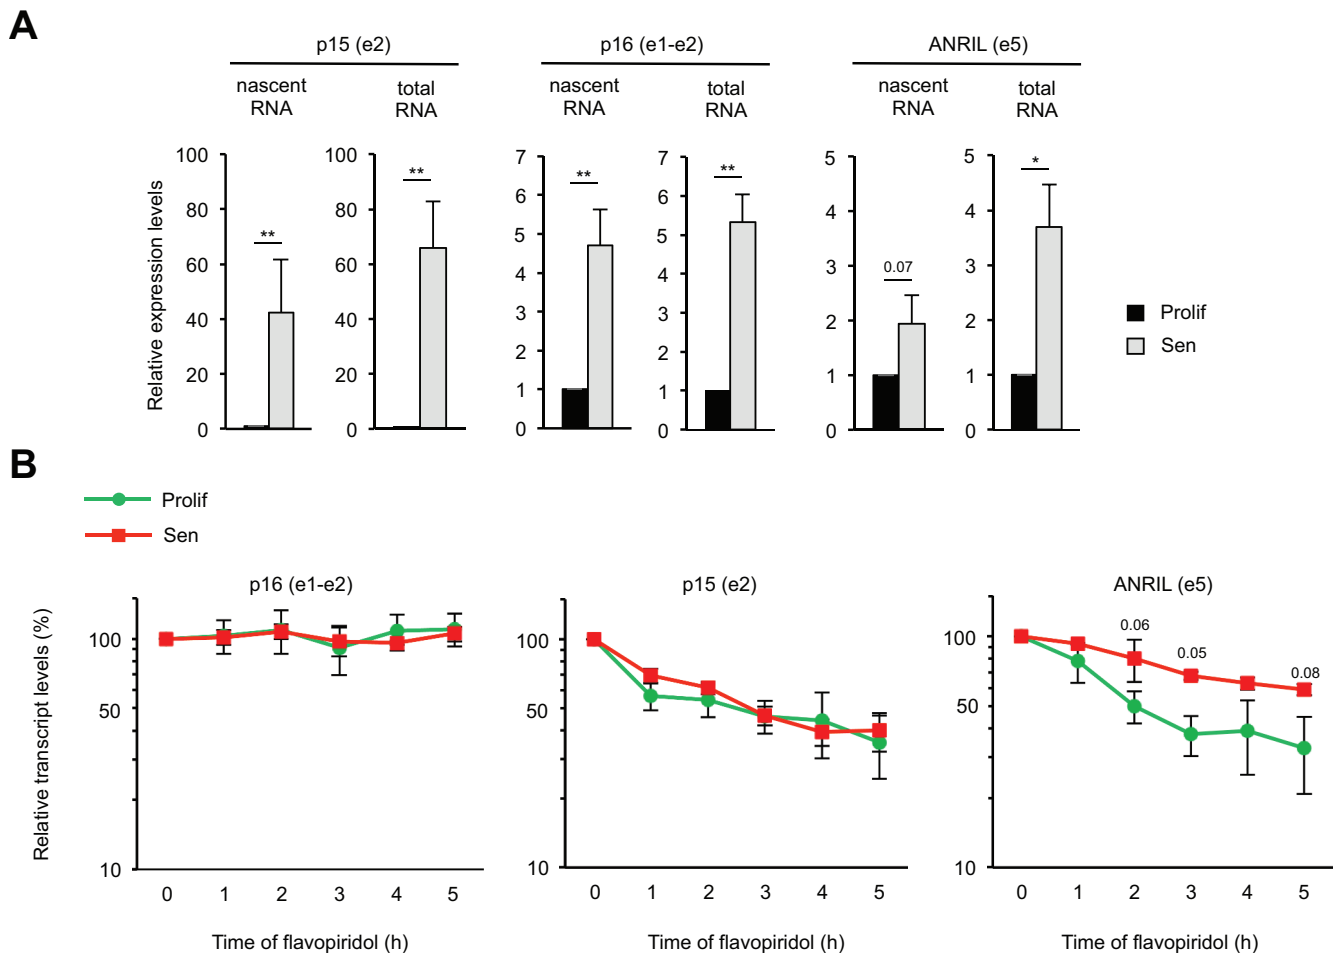 A
p15 (e2)
p16 (e1-e2)
ANRIL (e5)
nascent RNA
total RNA
nascent RNA
total RNA
nascent RNA
total RNA
Relative expression levels
100
80
60
40
20
0
**
100
80
60
40
20
0
**
7
6
5
4
3
2
1
0
**
7
6
5
4
3
2
1
0
**
5
4
3
2
1
0
0.07
5
4
3
2
1
0
*
Prolif
Sen
B
Prolif
Sen
p16 (e1-e2)
p15 (e2)
ANRIL (e5)
Relative transcript levels (%)
100
50
10
0 1 2 3 4 5
Time of flavopiridol (h)
100
50
10
0 1 2 3 4 5
Time of flavopiridol (h)
100
50
10
0.06
0.05
0.08
0 1 2 3 4 5
Time of flavopiridol (h)